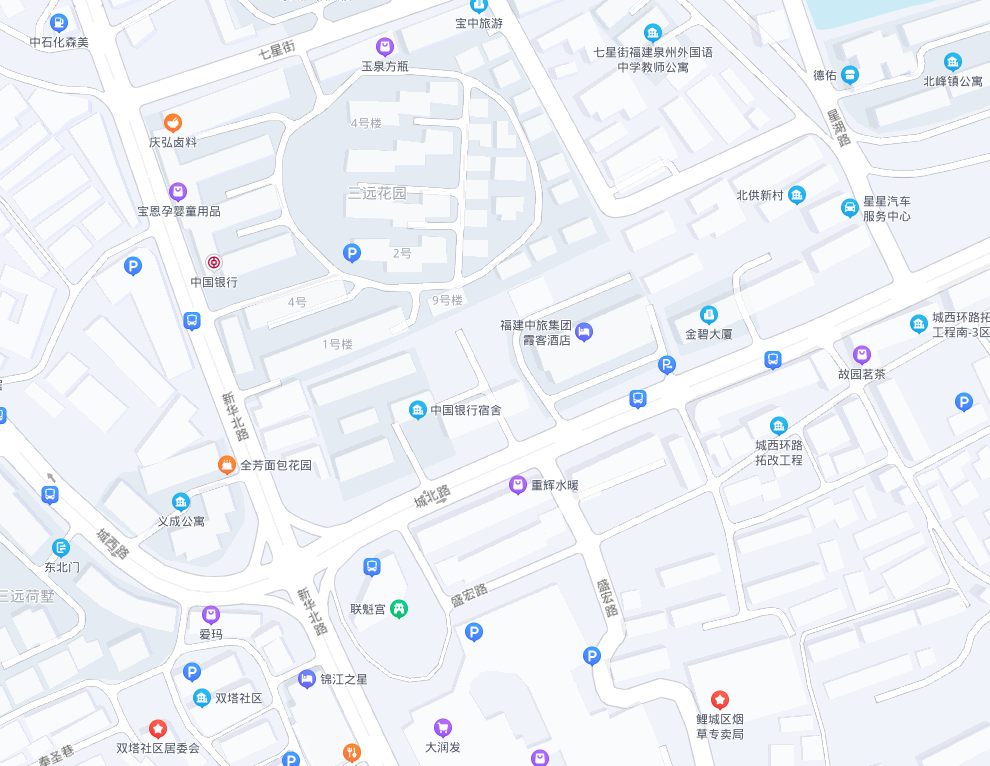 宝中旅游
中石化森美
七星街
玉泉方瓶
七星街福建泉州外国语
中学教师公寓
德佑
北峰镇公寓
庆弘卤料
4号楼
星湖路
三远花园
北供新村
宝恩孕婴童用品
星星汽车
服务中心
2号
中国银行
4号
9号楼
福建中旅集团
霞客酒店
金碧大厦
城西环路拓
工程南-3区
1号楼
故园茗茶
新华北路
中国银行宿舍
城西环路
拓改工程
全芳面包花园
城北路
重辉水暖
义成公寓
城西路
东北门
三远荷墅
新华北路
联魁宫
盛宏路
盛宏路
爱玛
锦江之星
双塔社区
鲤城区烟
草专卖局
双塔社区居委会
大润发
奉圣巷